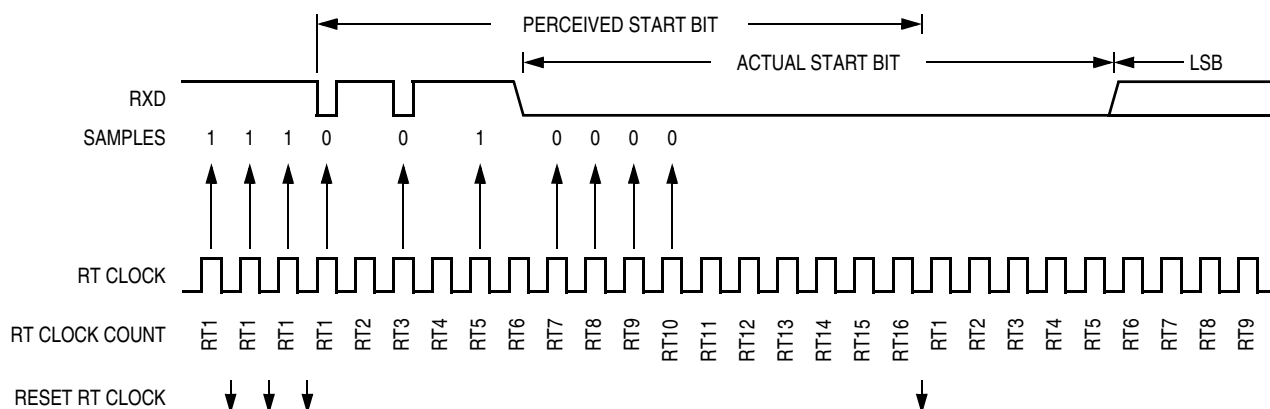 PERCEIVED START BIT
ACTUAL START BIT LSB
RXD
SAMPLES 1 1 1 0 0 1 0 0 0 0
RT CLOCK
RT CLOCK COUNT RT1 RT1 RT1 RT1 RT2 RT3 RT4 RT5 RT6 RT7 RT8 RT9 RT10 RT11 RT12 RT13 RT14 RT15 RT16 RT1 RT2 RT3 RT4 RT5 RT6 RT7 RT8 RT9
RESET RT CLOCK